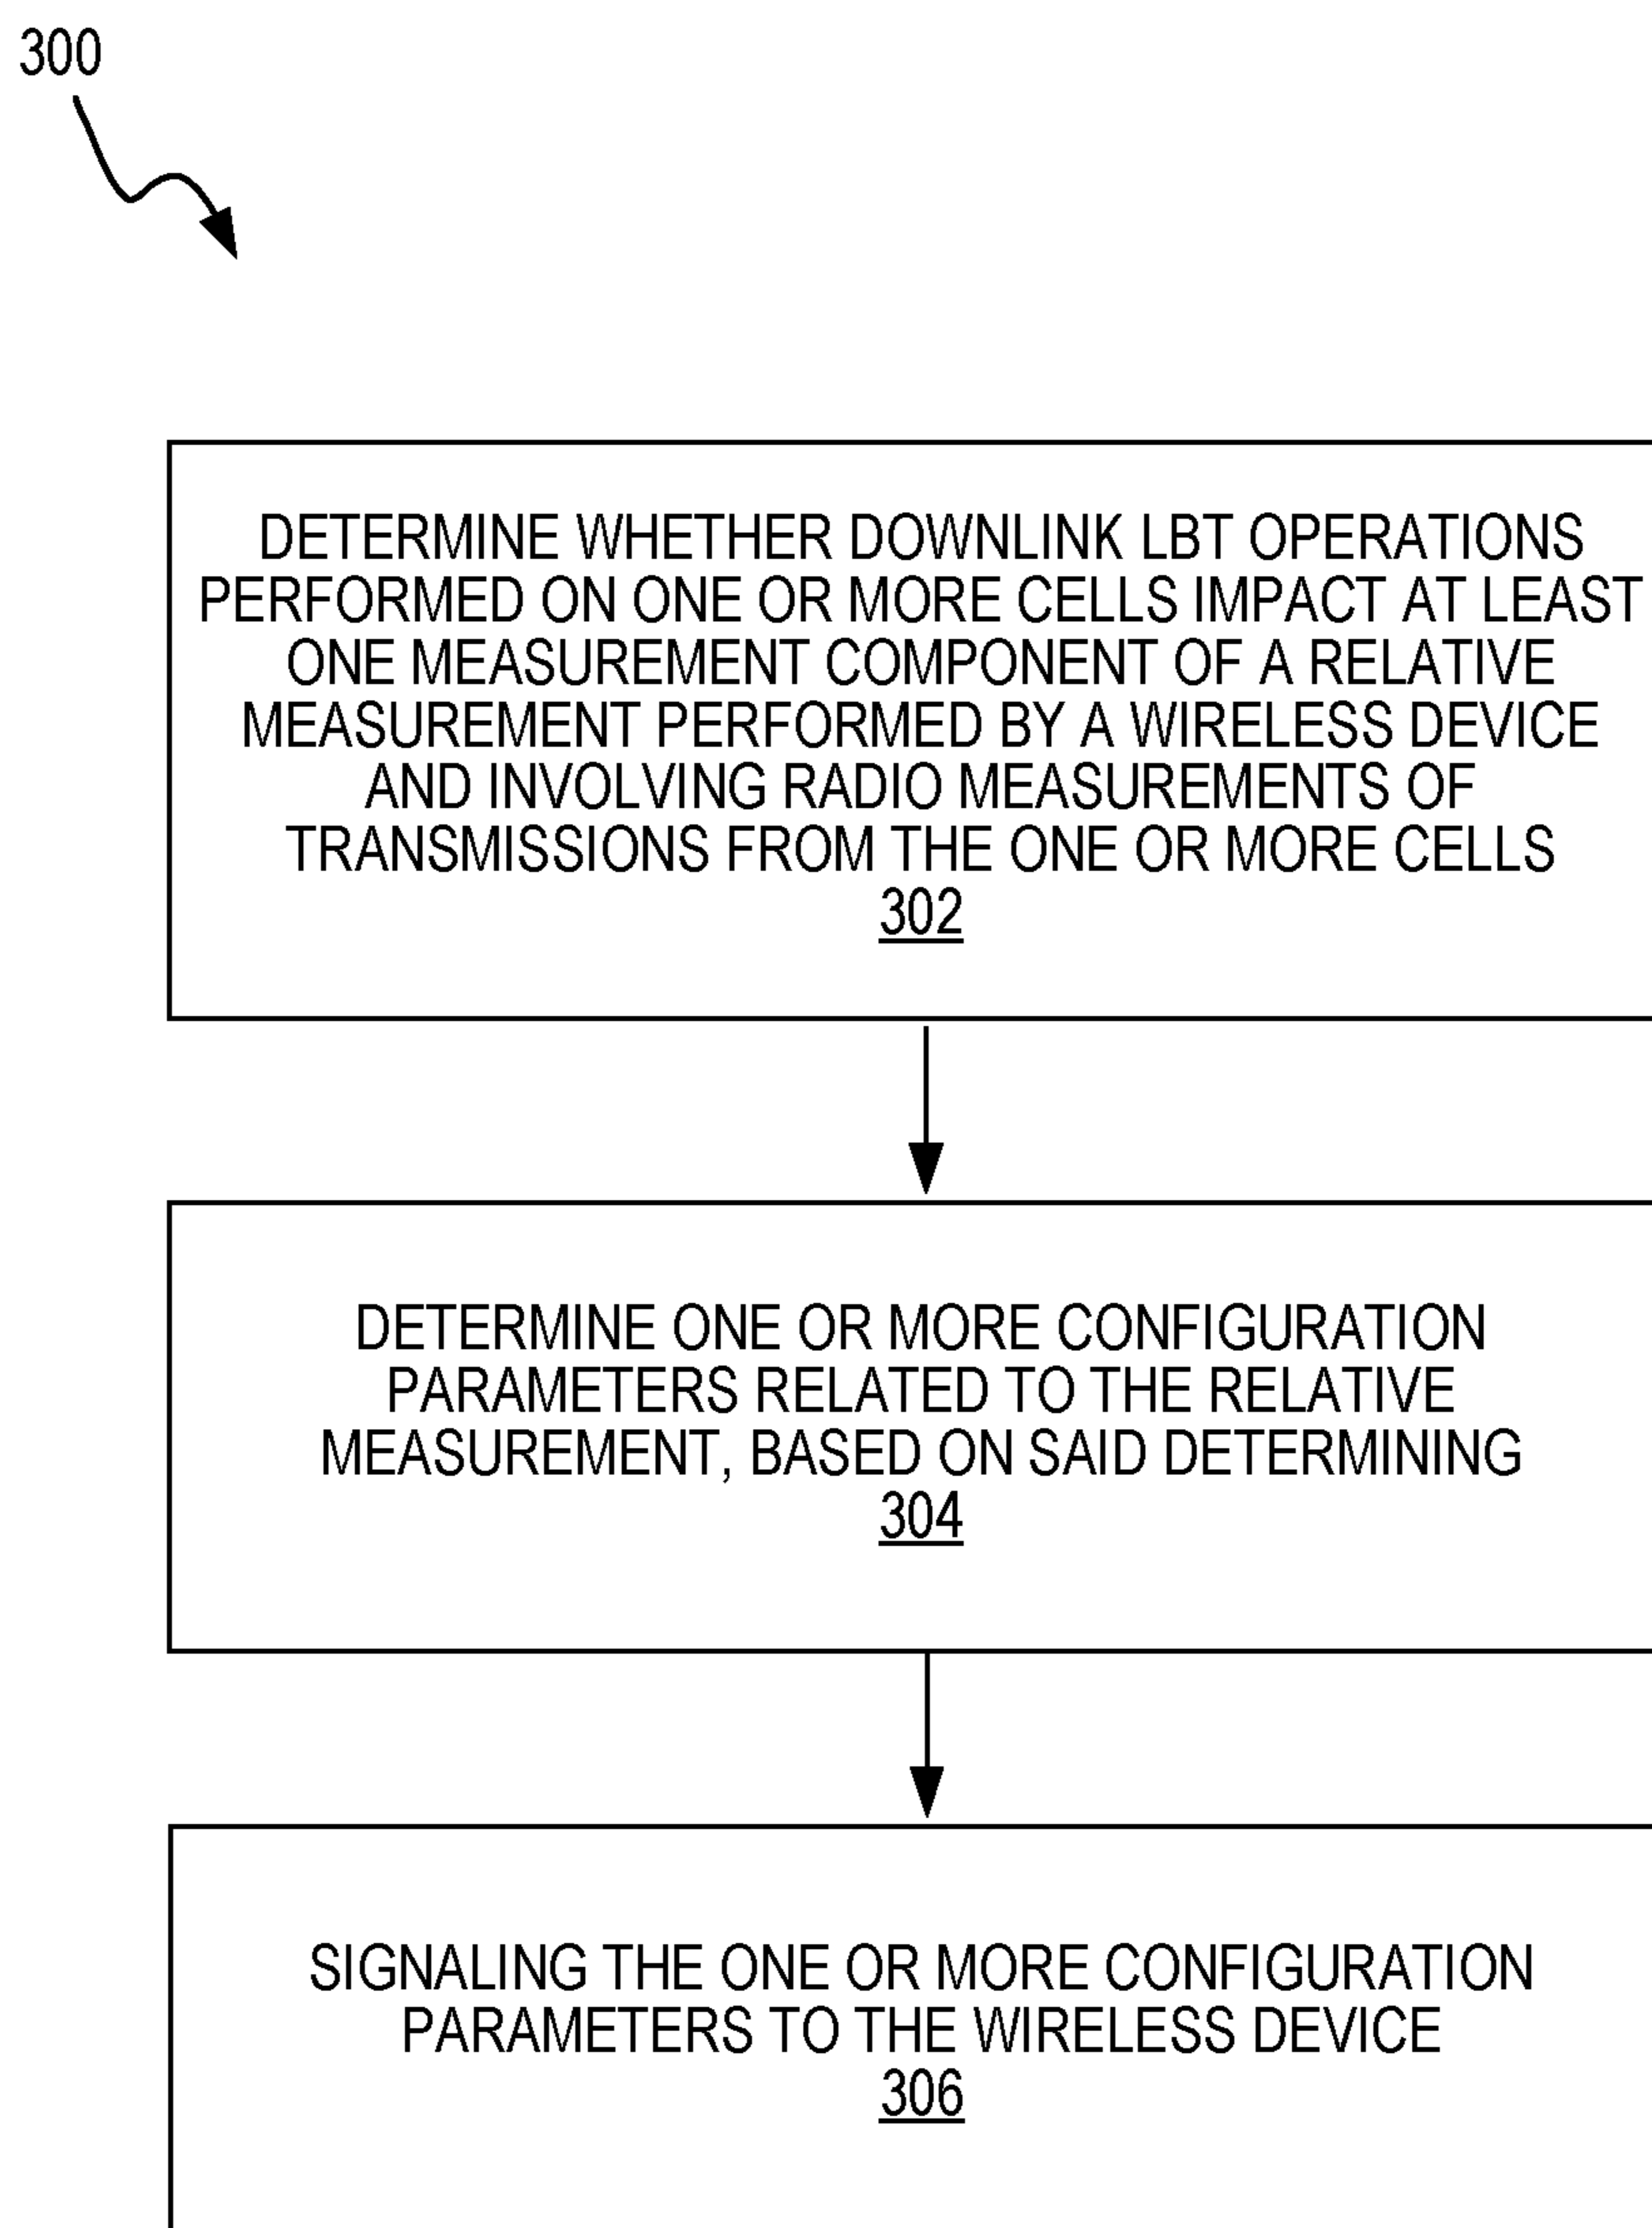 300
DETERMINE WHETHER DOWNLINK LBT OPERATIONS
PERFORMED ON ONE OR MORE CELLS IMPACT AT LEAST
ONE MEASUREMENT COMPONENT OF A RELATIVE
MEASUREMENT PERFORMED BY A WIRELESS DEVICE
AND INVOLVING RADIO MEASUREMENTS OF
TRANSMISSIONS FROM THE ONE OR MORE CELLS
302
DETERMINE ONE OR MORE CONFIGURATION
PARAMETERS RELATED TO THE RELATIVE
MEASUREMENT, BASED ON SAID DETERMINING
304
SIGNALING THE ONE OR MORE CONFIGURATION
PARAMETERS TO THE WIRELESS DEVICE
306